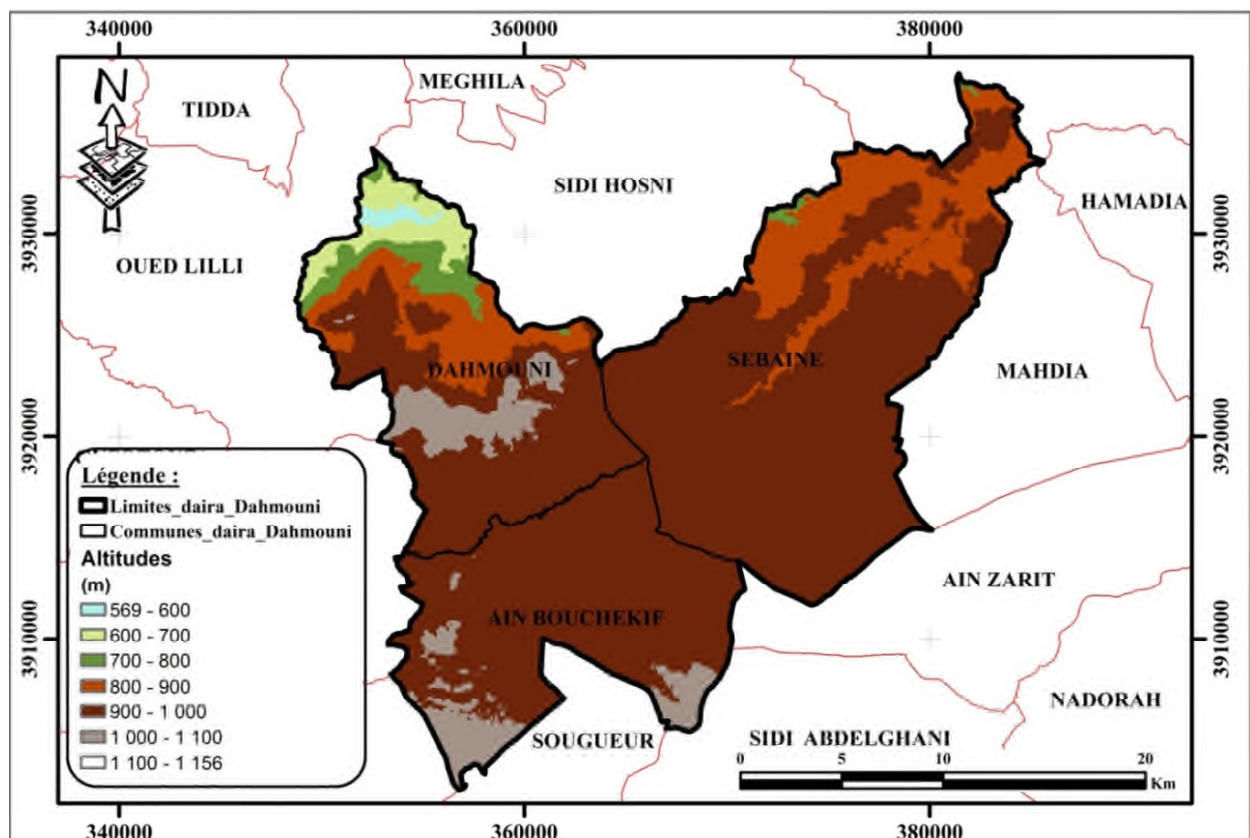 340000 360000 380000
N
TIDDA
MEGHILA
SIDI HOSNI
HAMADIA
OUED LILLI
3930000
3930000
DAHMOUNI
SEBAINE
MAHDIA
3920000
3920000
Légende :
Limites_daira_Dahmouni
Communes_daira_Dahmouni
Altitudes
(m)
569 - 600
600 - 700
700 - 800
800 - 900
900 - 1 000
1 000 - 1 100
1 100 - 1 156
AIN ZARIT
AIN BOUCHEKIF
3910000
3910000
NADORAH
SOUGUEUR
SIDI ABDELGHANI
0 5 10 20
Km
340000 360000 380000